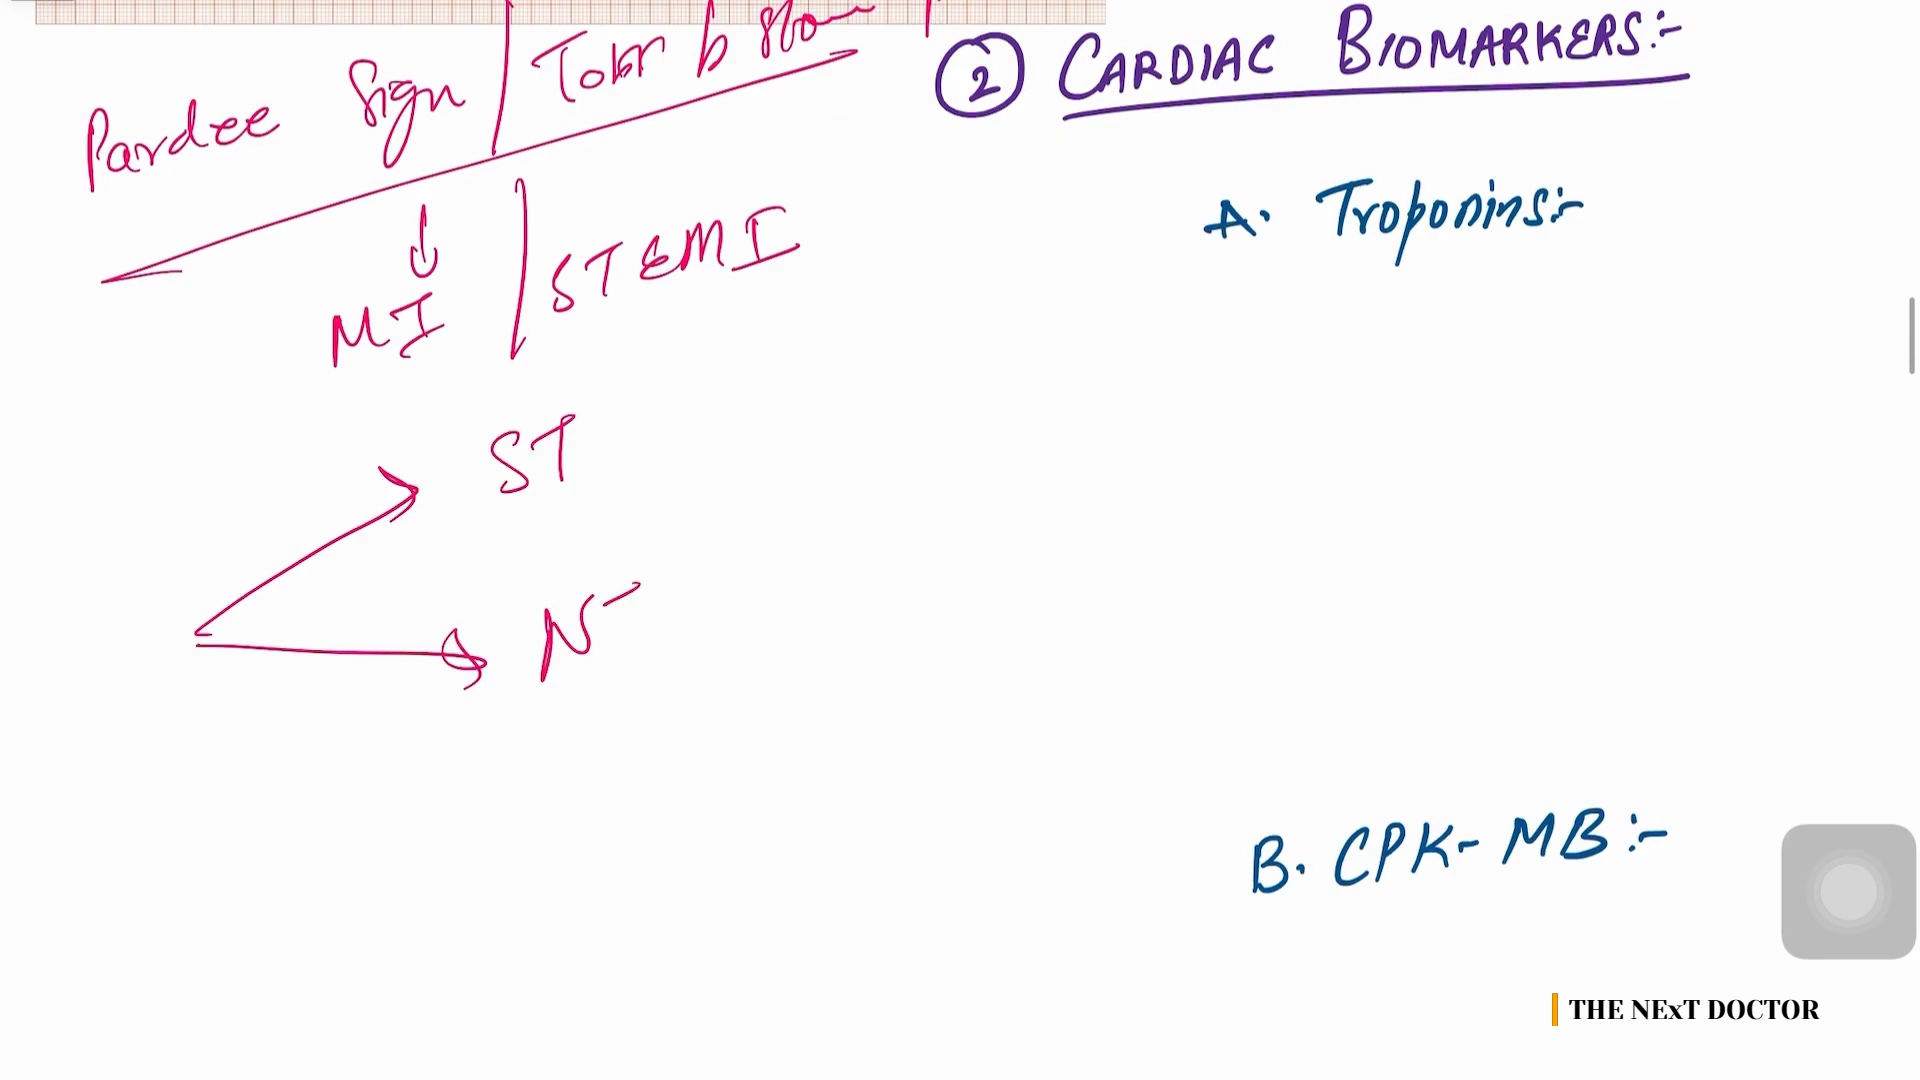 Pardee Sign
MI
STEMI
ST
N
② CARDIAC BIOMARKERS:-
A. Troponins:-
B. CPK-MB:-
THE NExT DOCTOR